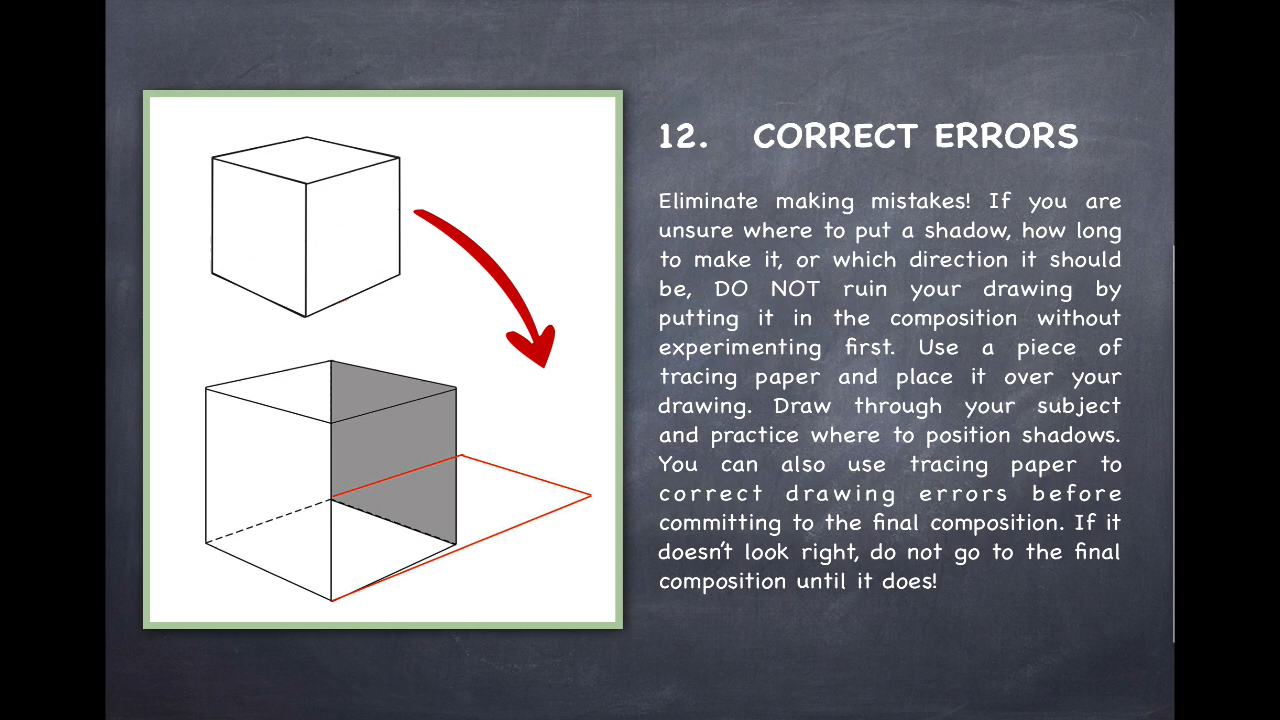 12. CORRECT ERRORS
Eliminate making mistakes! If you are
unsure where to put a shadow, how long
to make it, or which direction it should
be, DO NOT ruin your drawing by
putting it in the composition without
experimenting first. Use a piece of
tracing paper and place it over your
drawing. Draw through your subject
and practice where to position shadows.
You can also use tracing paper to
correct drawing errors before
committing to the final composition. If it
doesn't look right, do not go to the final
composition until it does!